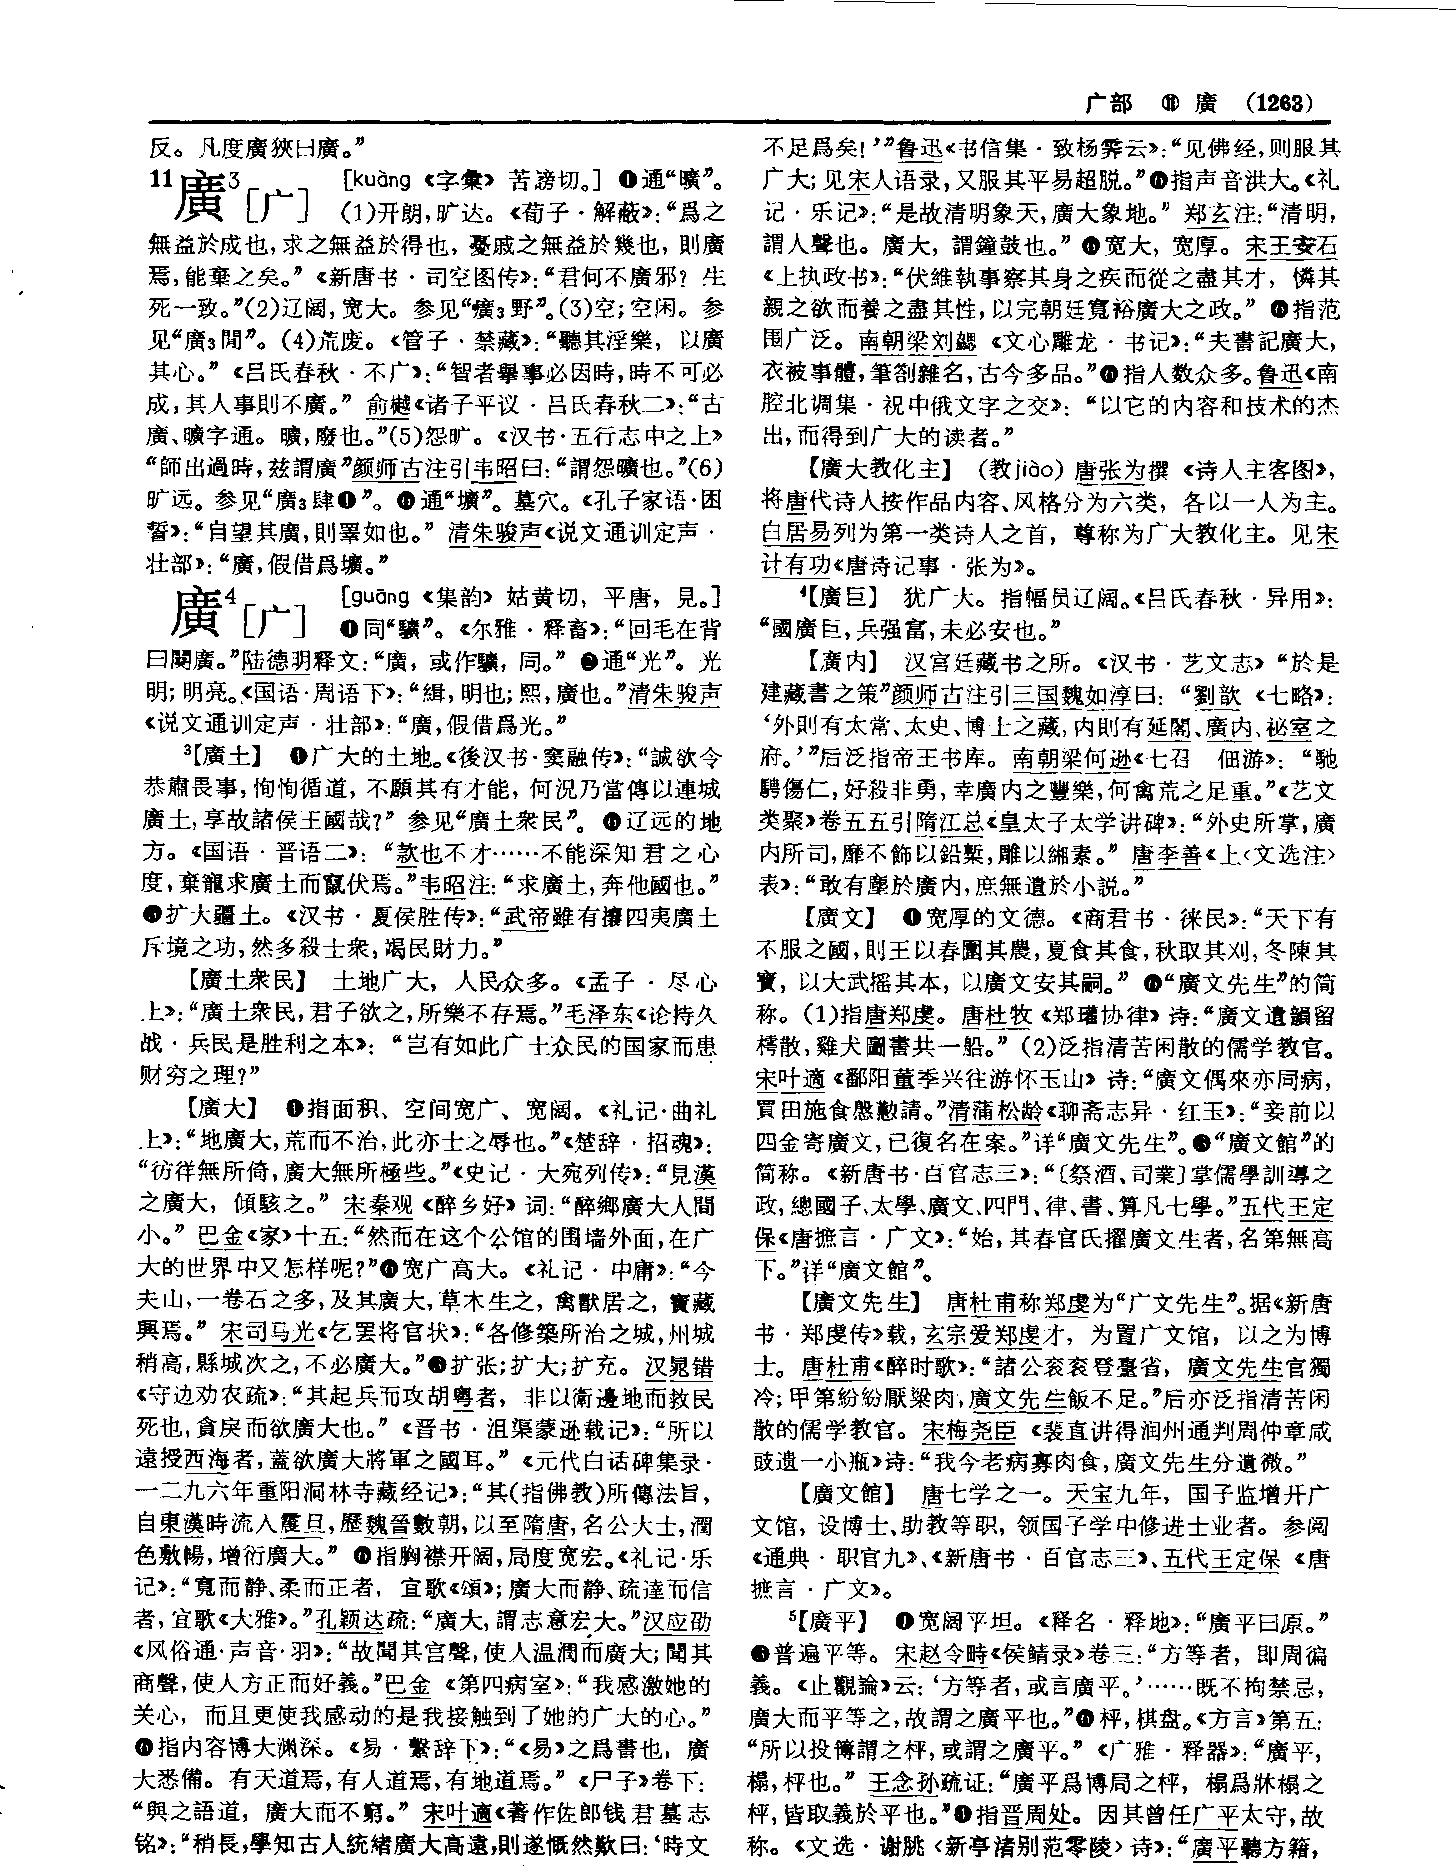 广部 ⑪ 廣 (1263)
反。凡度廣狹曰廣。”
11廣3[广] [kuàng《字彙》苦謗切。]❶通“曠”。
(1)开朗,旷达。《荀子·解蔽》:“爲之
無益於成也,求之無益於得也,憂戚之無益於幾也,則廣
焉,能棄之矣。”《新唐书·司空图传》:“君何不廣邪?生
死一致。”(2)辽阔,宽大。参见“廣3野”。(3)空;空闲。参
见“廣3閒”。(4)荒废。《管子·禁藏》:“聽其淫樂,以廣
其心。”《吕氏春秋·不广》:“智者舉事必因時,時不可必
成,其人事則不廣。”俞樾《诸子平议·吕氏春秋二》:“古
廣、曠字通。曠,廢也。”(5)怨旷。《汉书·五行志中之上》
“師出過時,兹謂廣”颜师古注引韦昭曰:“謂怨曠也。”(6)
旷远。参见“廣3肆❶”。❷通“壙”。墓穴。《孔子家语·困
誓》:“自望其廣,則睪如也。”清朱骏声《说文通训定声·
壮部》:“廣,假借爲壙。”
廣4[广] [guāng《集韵》姑黄切,平唐,見。]
❶同“驥”。《尔雅·释畜》:“回毛在背
曰闋廣。”陆德明释文:“廣,或作驥,同。”❷通“光”。光
明;明亮。《国语·周语下》:“緝,明也;熙,廣也。”清朱骏声
《说文通训定声·壮部》:“廣,假借爲光。”
3【廣土】 ❶广大的土地。《後汉书·窦融传》:“誠欲令
恭肅畏事,恂恂循道,不願其有才能,何況乃當傳以連城
廣土,享故諸侯王國哉?”参见“廣土衆民”。❷辽远的地
方。《国语·晋语二》:“款也不才……不能深知君之心
度,棄寵求廣土而竄伏焉。”韦昭注:“求廣土,奔他國也。”
❸扩大疆土。《汉书·夏侯胜传》:“武帝雖有攘四夷廣土
斥境之功,然多殺士衆,竭民財力。”
【廣土衆民】 土地广大,人民众多。《孟子·尽心
上》:“廣土衆民,君子欲之,所樂不存焉。”毛泽东《论持久
战·兵民是胜利之本》:“岂有如此广土众民的国家而患
财穷之理?”
【廣大】 ❶指面积、空间宽广、宽阔。《礼记·曲礼
上》:“地廣大,荒而不治,此亦士之辱也。”《楚辞·招魂》:
“彷徉無所倚,廣大無所極些。”《史记·大宛列传》:“見漢
之廣大,傾駭之。”宋秦观《醉乡好》词:“醉鄉廣大人間
小。”巴金《家》十五:“然而在这个公馆的围墙外面,在广
大的世界中又怎样呢?”❷宽广高大。《礼记·中庸》:“今
夫山,一卷石之多,及其廣大,草木生之,禽獸居之,寶藏
興焉。”宋司马光《乞罢将官状》:“各修築所治之城,州城
稍高,縣城次之,不必廣大。”❸扩张;扩大;扩充。汉晁错
《守边劝农疏》:“其起兵而攻胡粤者,非以衛邊地而救民
死也,貪戾而欲廣大也。”《晋书·沮渠蒙逊载记》:“所以
遠授西海者,蓋欲廣大將軍之國耳。”《元代白话碑集录·
一二九六年重阳洞林寺藏经记》:“其(指佛教)所傳法旨,
自東漢時流入震旦,歷魏晉數朝,以至隋唐,名公大士,潤
色敷暢,增衍廣大。”❹指胸襟开阔,局度宽宏。《礼记·乐
记》:“寬而静、柔而正者,宜歌《頌》;廣大而静、疏達而信
者,宜歌《大雅》。”孔颖达疏:“廣大,謂志意宏大。”汉应劭
《风俗通·声音·羽》:“故聞其宫聲,使人温潤而廣大;聞其
商聲,使人方正而好義。”巴金《第四病室》:“我感激她的
关心,而且更使我感动的是我接触到了她的广大的心。”
❺指内容博大渊深。《易·繫辞下》:“《易》之爲書也,廣
大悉備。有天道焉,有人道焉,有地道焉。”《尸子》卷下:
“與之語道,廣大而不窮。”宋叶適《著作佐郎钱君墓志
铭》:“稍長,學知古人統緒廣大高遠,則遂慨然歎曰:‘時文
不足爲矣!’”鲁迅《书信集·致杨霁云》:“见佛经,则服其
广大;见宋人语录,又服其平易超脱。”❻指声音洪大。《礼
记·乐记》:“是故清明象天,廣大象地。”郑玄注:“清明,
謂人聲也。廣大,謂鐘鼓也。”❼宽大,宽厚。宋王安石
《上执政书》:“伏維執事察其身之疾而從之盡其才,憐其
親之欲而養之盡其性,以完朝廷寬裕廣大之政。”❽指范
围广泛。南朝梁刘勰《文心雕龙·书记》:“夫書記廣大,
衣被事體,筆劄雜名,古今多品。”❾指人数众多。鲁迅《南
腔北调集·祝中俄文字之交》:“以它的内容和技术的杰
出,而得到广大的读者。”
【廣大教化主】 (教jiào)唐张为撰《诗人主客图》,
将唐代诗人按作品内容、风格分为六类,各以一人为主。
白居易列为第一类诗人之首,尊称为广大教化主。见宋
计有功《唐诗记事·张为》。
4【廣巨】 犹广大。指幅员辽阔。《吕氏春秋·异用》:
“國廣巨,兵强富,未必安也。”
【廣内】 汉宫廷藏书之所。《汉书·艺文志》“於是
建藏書之策”颜师古注引三国魏如淳曰:“劉歆《七略》:
‘外則有太常、太史、博士之藏,内則有延閣、廣内、祕室之
府。’”后泛指帝王书库。南朝梁何逊《七召 佃游》:“馳
騁傷仁,好殺非勇,幸廣内之豐樂,何禽荒之足重。”《艺文
类聚》卷五五引隋江总《皇太子太学讲碑》:“外史所掌,廣
内所司,靡不飾以鉛槧,雕以緗素。”唐李善《上〈文选注〉
表》:“敢有塵於廣内,庶無遺於小説。”
【廣文】 ❶宽厚的文德。《商君书·徕民》:“天下有
不服之國,則王以春圍其農,夏食其食,秋取其刈,冬陳其
寶,以大武摇其本,以廣文安其嗣。”❷“廣文先生”的简
称。(1)指唐郑虔。唐杜牧《郑瓘协律》诗:“廣文遺韻留
樗散,雞犬圖書共一船。”(2)泛指清苦闲散的儒学教官。
宋叶適《鄱阳董季兴往游怀玉山》诗:“廣文偶來亦同病,
買田施食慇懃請。”清蒲松龄《聊斋志异·红玉》:“妾前以
四金寄廣文,已復名在案。”详“廣文先生”。❸“廣文館”的
简称。《新唐书·百官志三》:“〔祭酒、司業〕掌儒學訓導之
政,總國子、太學、廣文、四門、律、書、算凡七學。”五代王定
保《唐摭言·广文》:“始,其春官氏擢廣文生者,名第無高
下。”详“廣文館”。
【廣文先生】 唐杜甫称郑虔为“广文先生”。据《新唐
书·郑虔传》载,玄宗爱郑虔才,为置广文馆,以之为博
士。唐杜甫《醉时歌》:“諸公衮衮登臺省,廣文先生官獨
冷;甲第紛紛厭粱肉,廣文先生飯不足。”后亦泛指清苦闲
散的儒学教官。宋梅尧臣《裴直讲得润州通判周仲章咸
豉遗一小瓶》诗:“我今老病寡肉食,廣文先生分遺微。”
【廣文館】 唐七学之一。天宝九年,国子监增开广
文馆,设博士、助教等职,领国子学中修进士业者。参阅
《通典·职官九》、《新唐书·百官志三》、五代王定保《唐
摭言·广文》。
5【廣平】 ❶宽阔平坦。《释名·释地》:“廣平曰原。”
❷普遍平等。宋赵令畤《侯鲭录》卷三:“方等者,即周徧
義。《止觀論》云:‘方等者,或言廣平。’……既不拘禁忌,
廣大而平等之,故謂之廣平也。”❸枰,棋盘。《方言》第五:
“所以投簙謂之枰,或謂之廣平。”《广雅·释器》:“廣平,
榻,枰也。”王念孙疏证:“廣平爲博局之枰,榻爲牀榻之
枰,皆取義於平也。”❹指晋周处。因其曾任广平太守,故
称。《文选·谢朓〈新亭渚别范零陵〉诗》:“廣平聽方籍,